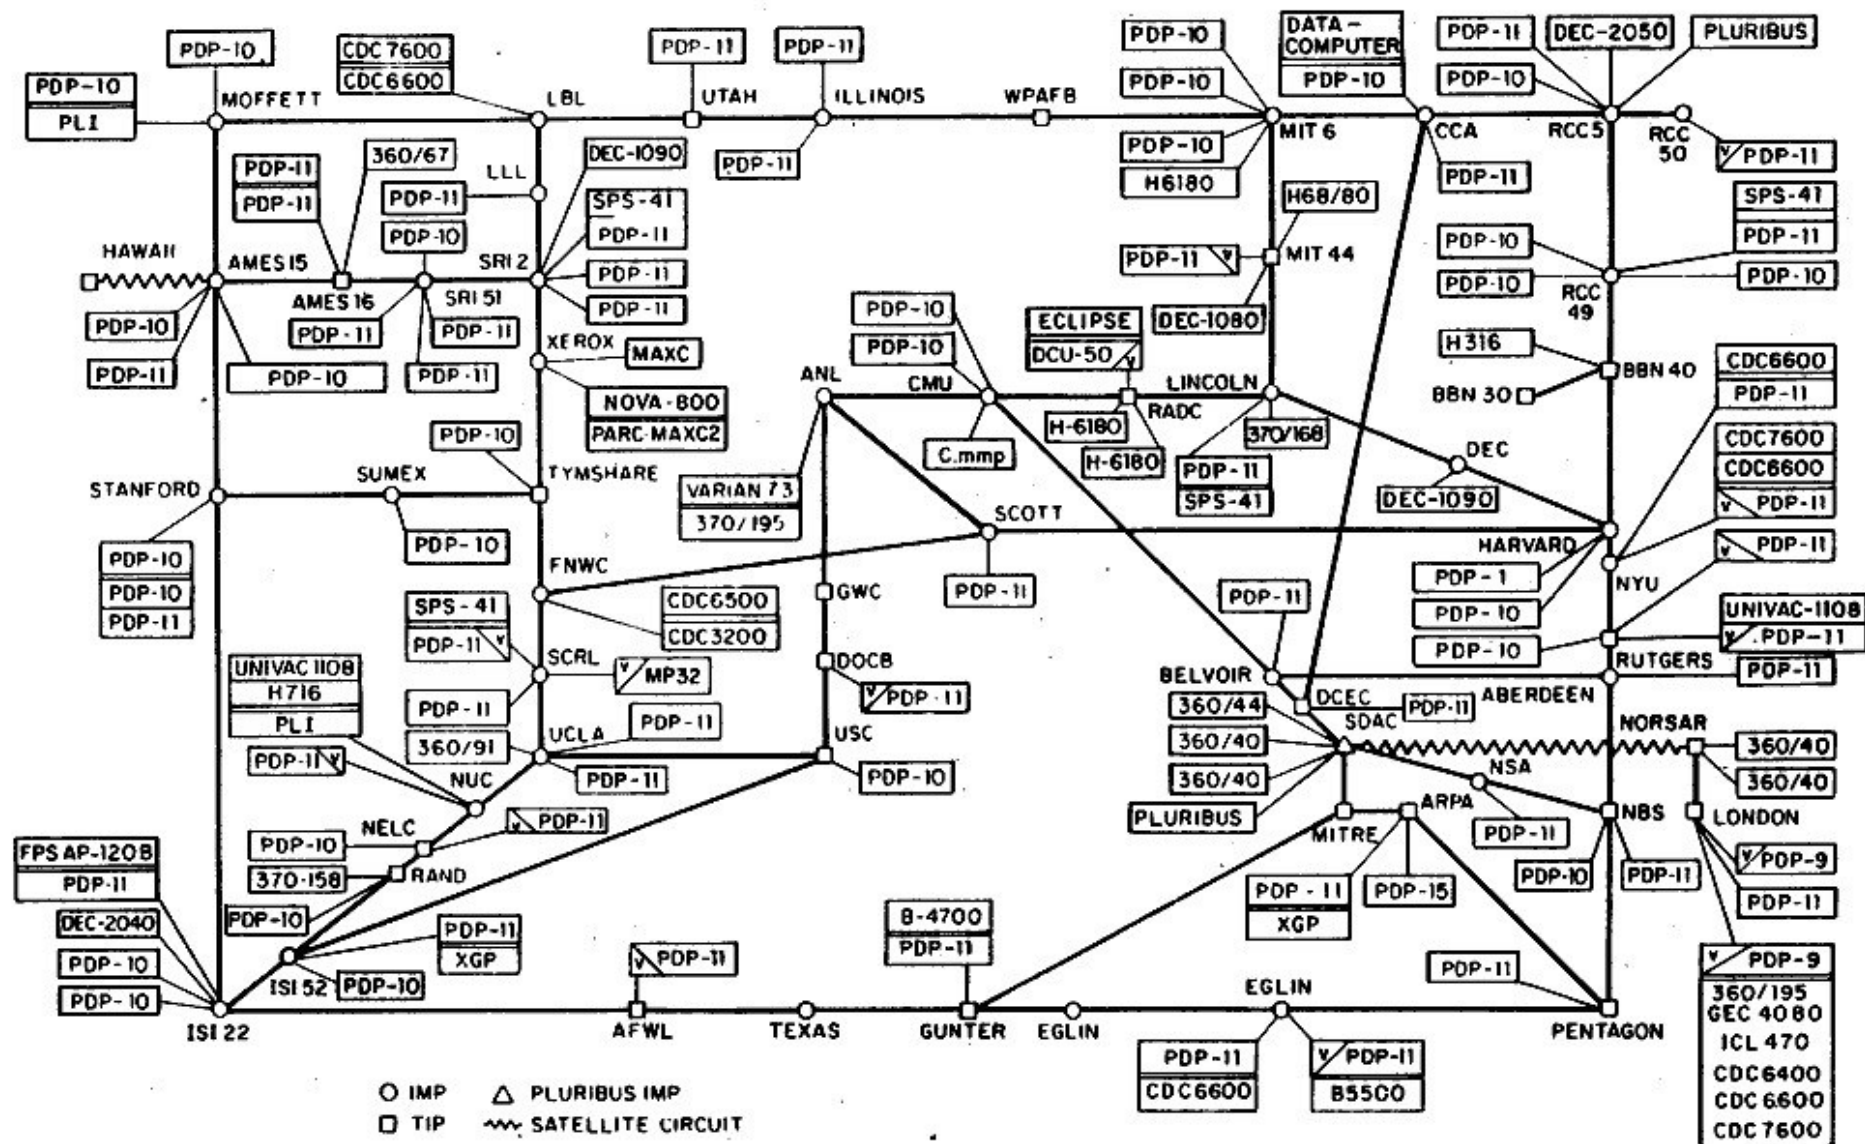 PDP-10
CDC 7600
CDC 6600
PDP-11
PDP-11
PDP-10
DATA-
COMPUTER
PDP-10
PDP-11
DEC-2050
PLURIBUS
PDP-10
PLI
MOFFETT
LBL
UTAH
ILLINOIS
WPAFB
PDP-10
PDP-10
MIT 6
CCA
RCC 5
RCC
50
PDP-11
PDP-10
H6180
PDP-11
V PDP-11
PDP-11
PDP-11
360/67
LLL
PDP-11
DEC-1090
SPS-41
PDP-11
PDP-10
H68/80
SPS-41
PDP-11
HAWAII
AMES 15
AMES 16
SRI 51
SRI 2
PDP-11
PDP-11
PDP-11 V
MIT 44
PDP-10
PDP-10
RCC
49
PDP-10
PDP-10
PDP-11
PDP-10
PDP-11
PDP-11
PDP-11
XEROX
MAXC
PDP-10
ECLIPSE
DCU-50 V
DEC-1080
H316
BBN 40
BBN 30
CDC6600
PDP-11
NOVA-800
PARC-MAXC2
ANL
CMU
PDP-10
RADC
LINCOLN
H-6180
H-6180
370/168
PDP-10
C.mmp
PDP-11
SPS-41
DEC
DEC-1090
CDC7600
CDC6600
V PDP-11
STANFORD
SUMEX
TYMSHARE
VARIAN 73
370/195
SCOTT
HARVARD
V PDP-11
PDP-10
PDP-10
PDP-11
PDP-10
FNWC
PDP-11
PDP-1
NYU
PDP-10
SPS-41
PDP-11 V
CDC6500
CDC3200
GWC
PDP-11
PDP-10
UNIVAC-1108
V PDP-11
UNIVAC 1108
H716
PLI
SCRL
V MP32
DOCB
V PDP-11
BELVOIR
RUTGERS
PDP-11
PDP-11
PDP-11
360/44
DCEC
PDP-11
ABERDEEN
360/91
UCLA
USC
360/40
SDAC
NORSAR
360/40
PDP-11 V
NUC
PDP-11
PDP-10
360/40
NSA
360/40
NELC
V PDP-11
PLURIBUS
MITRE
ARPA
PDP-11
NBS
LONDON
PDP-10
FPS AP-120B
PDP-11
370-158
RAND
PDP-11
XGP
PDP-15
PDP-10
PDP-11
V PDP-9
PDP-11
DEC-2040
PDP-10
PDP-11
XGP
B-4700
PDP-11
PDP-10
PDP-10
ISI 52
PDP-10
V PDP-11
PDP-11
V PDP-9
360/195
GEC 4080
ICL 470
CDC6400
CDC6600
CDC7600
ISI 22
AFWL
TEXAS
GUNTER
EGLIN
EGLIN
PENTAGON
PDP-11
CDC6600
V PDP-11
B5500
IMP
PLURIBUS IMP
TIP
SATELLITE CIRCUIT